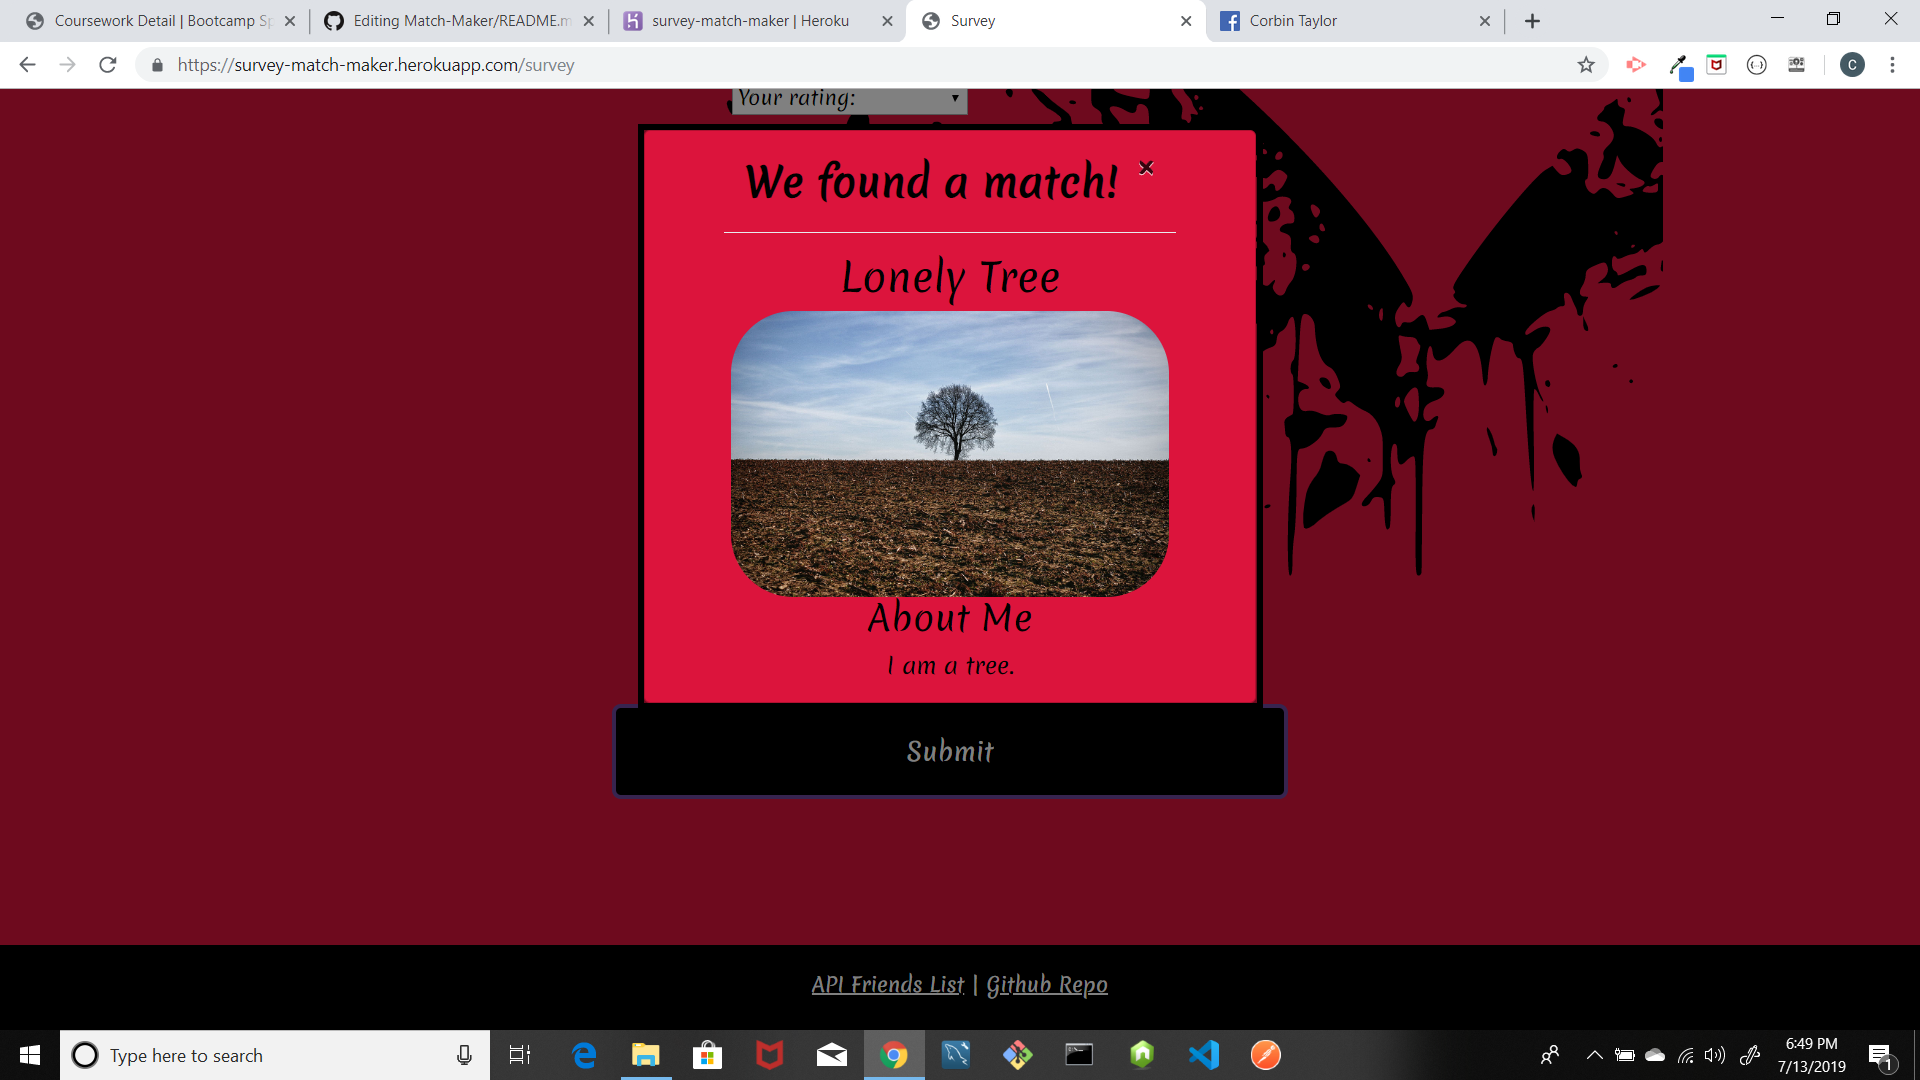 Coursework Detail | Bootcamp Sp
Editing Match-Maker/README.m
survey-match-maker | Heroku
Survey
Corbin Taylor
https://survey-match-maker.herokuapp.com/survey
C
Your rating:
We found a match!
Lonely Tree
About Me
I am a tree.
Submit
API Friends List | Github Repo
Type here to search
6:49 PM
7/13/2019
1